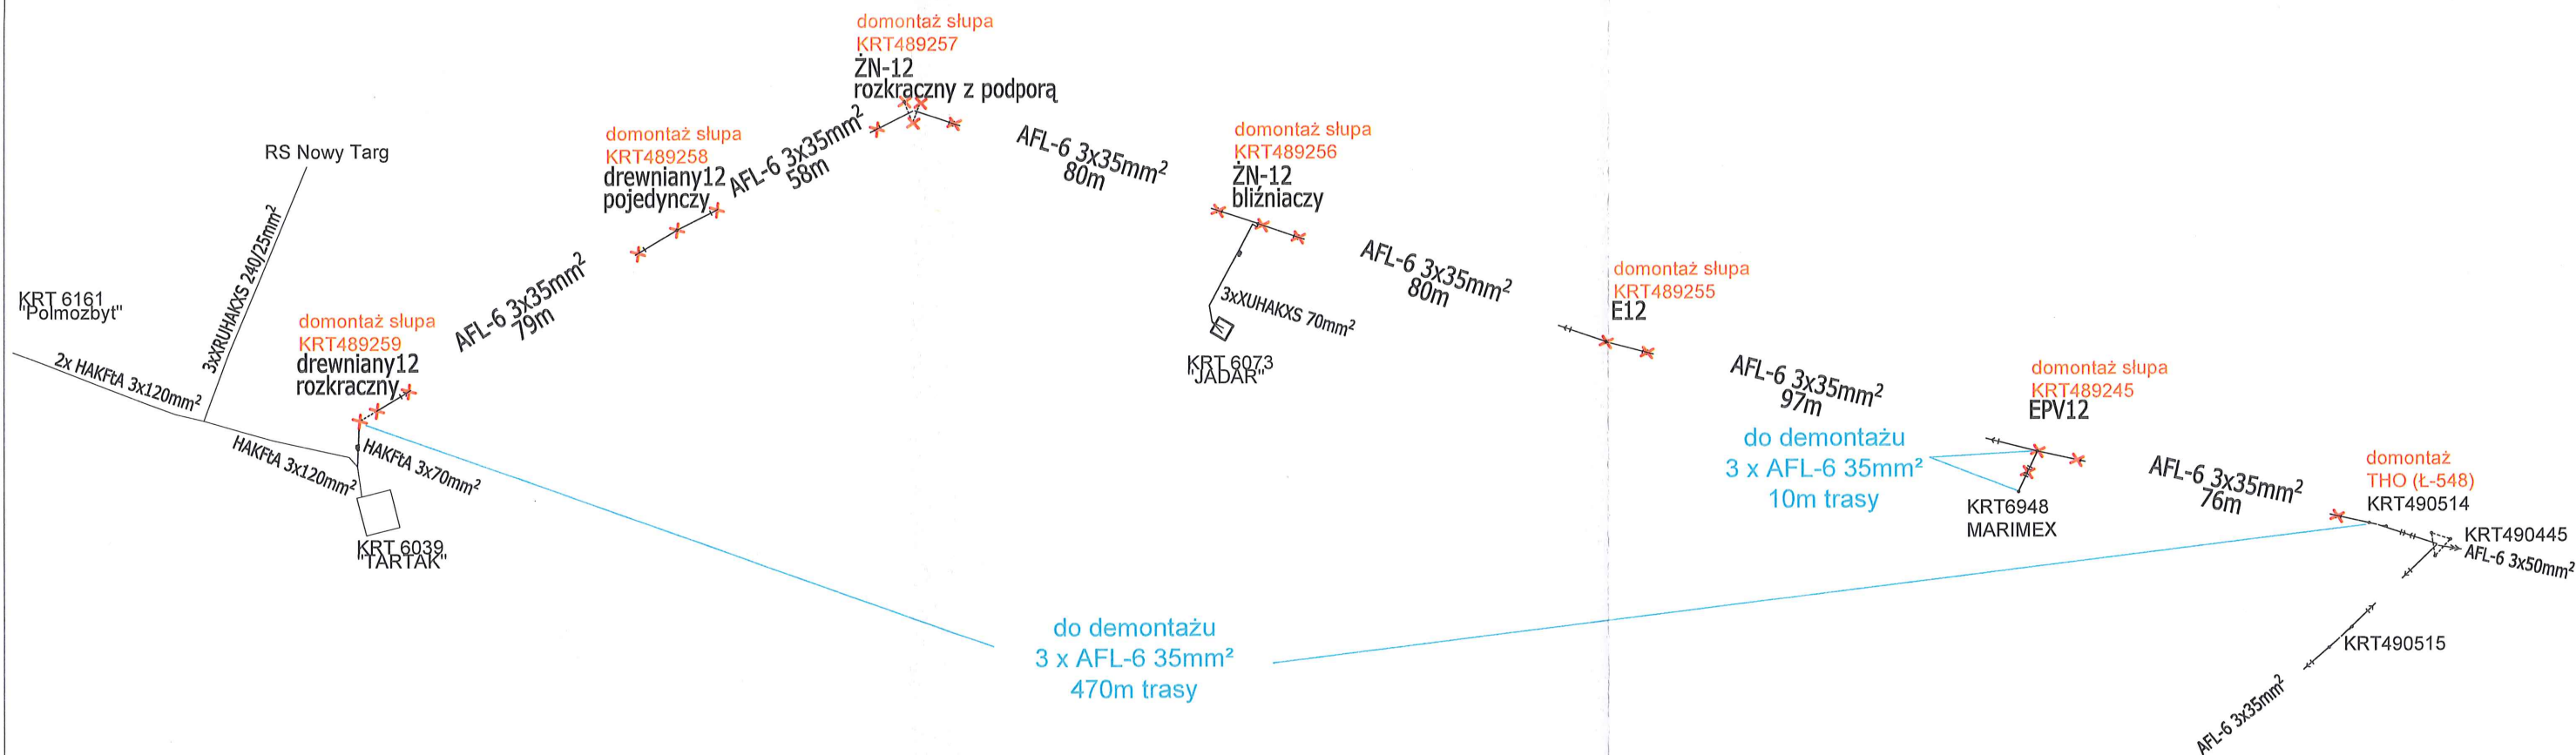 domontaż słupa
KRT489257
ŻN-12
rozkraczny z podporą
RS Nowy Targ
3xXRUHAKXS 240/25mm²
KRT 6161
"Polmozbyt"
2x HAKFtA 3x120mm²
HAKFtA 3x120mm²
domontaż słupa
KRT489259
drewniany12
rozkraczny
HAKFtA 3x70mm²
KRT 6039
"TARTAK"
AFL-6 3x35mm²
79m
domontaż słupa
KRT489258
drewniany12
pojedynczy
AFL-6 3x35mm²
58m
AFL-6 3x35mm²
80m
domontaż słupa
KRT489256
ŻN-12
bliźniaczy
3xXUHAKXS 70mm²
KRT 6073
"JADAR"
AFL-6 3x35mm²
80m
domontaż słupa
KRT489255
E12
AFL-6 3x35mm²
97m
do demontażu
3 x AFL-6 35mm²
10m trasy
domontaż słupa
KRT489245
EPV12
KRT6948
MARIMEX
AFL-6 3x35mm²
76m
domontaż
THO (Ł-548)
KRT490514
KRT490445
AFL-6 3x50mm²
KRT490515
AFL-6 3x35mm²
do demontażu
3 x AFL-6 35mm²
470m trasy